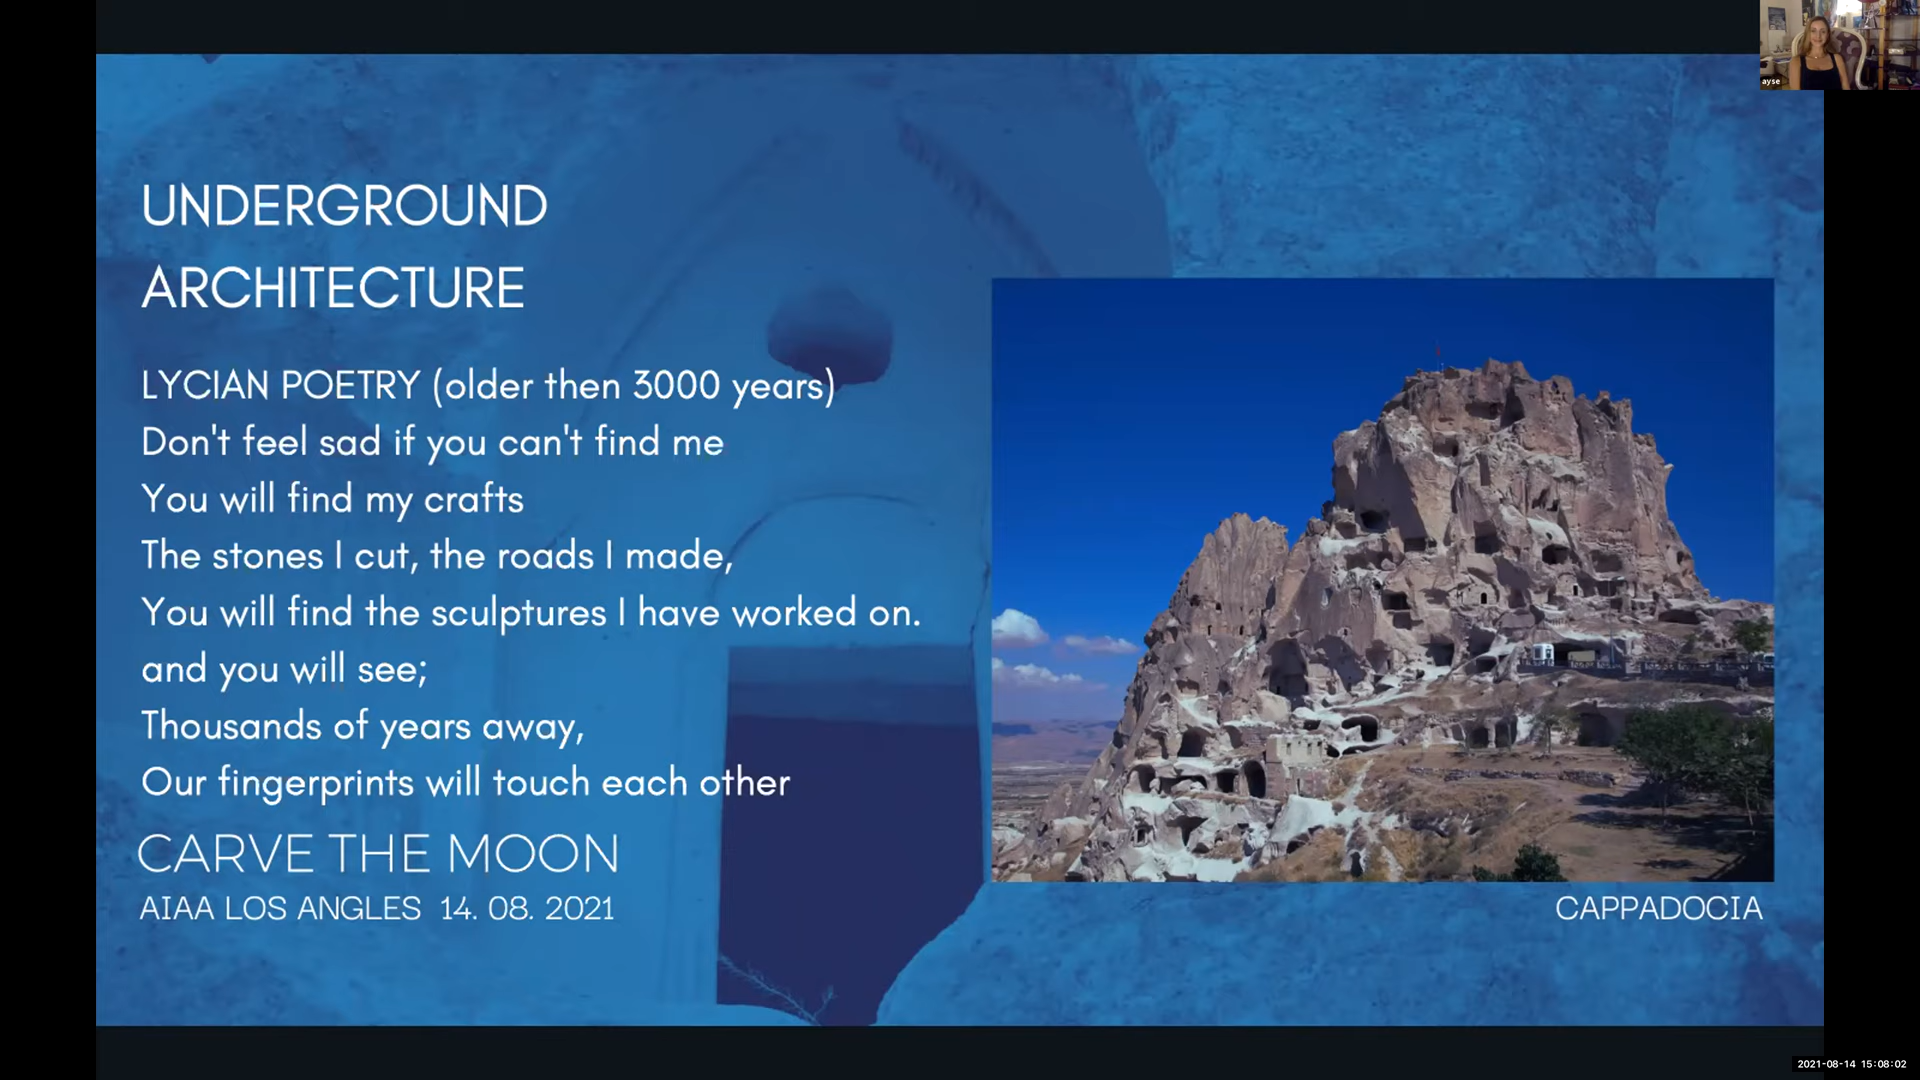 ayse
UNDERGROUND
ARCHITECTURE
LYCIAN POETRY (older then 3000 years)
Don't feel sad if you can't find me
You will find my crafts
The stones I cut, the roads I made,
You will find the sculptures I have worked on.
and you will see;
Thousands of years away,
Our fingerprints will touch each other
CARVE THE MOON
AIAA LOS ANGLES 14. 08. 2021
CAPPADOCIA
2021-08-14 15:08:02